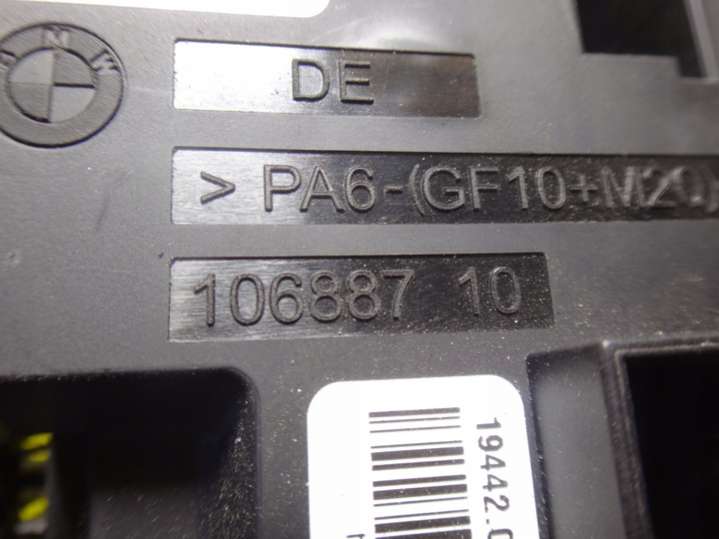 BMW
DE
> PA6-(GF10+M20)
106887 10
19442.0